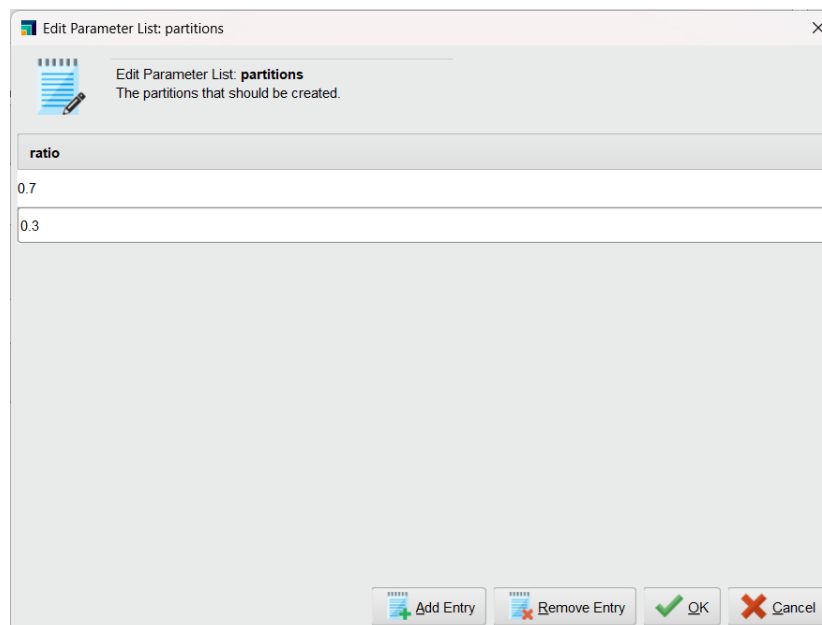 Edit Parameter List: partitions
Edit Parameter List: partitions
The partitions that should be created.
ratio
0.7
0.3
Add Entry Remove Entry OK Cancel